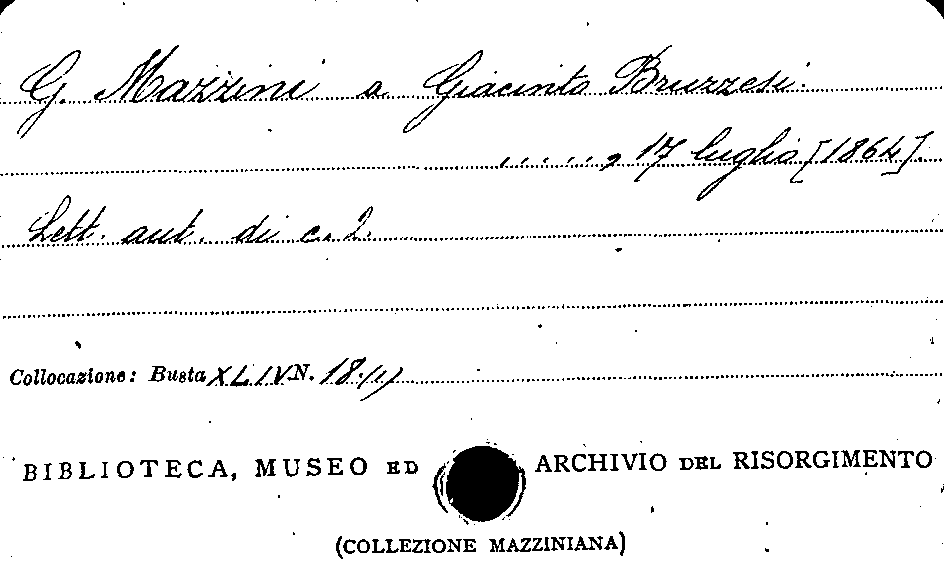 G. Mazzini a Giacinto Bruzzesi.
......, 17 luglio [1864].
Lett. aut. di c. 2.
Collocazione: Busta XLIV N. 18.(1)
BIBLIOTECA, MUSEO ED ARCHIVIO DEL RISORGIMENTO
(COLLEZIONE MAZZINIANA)